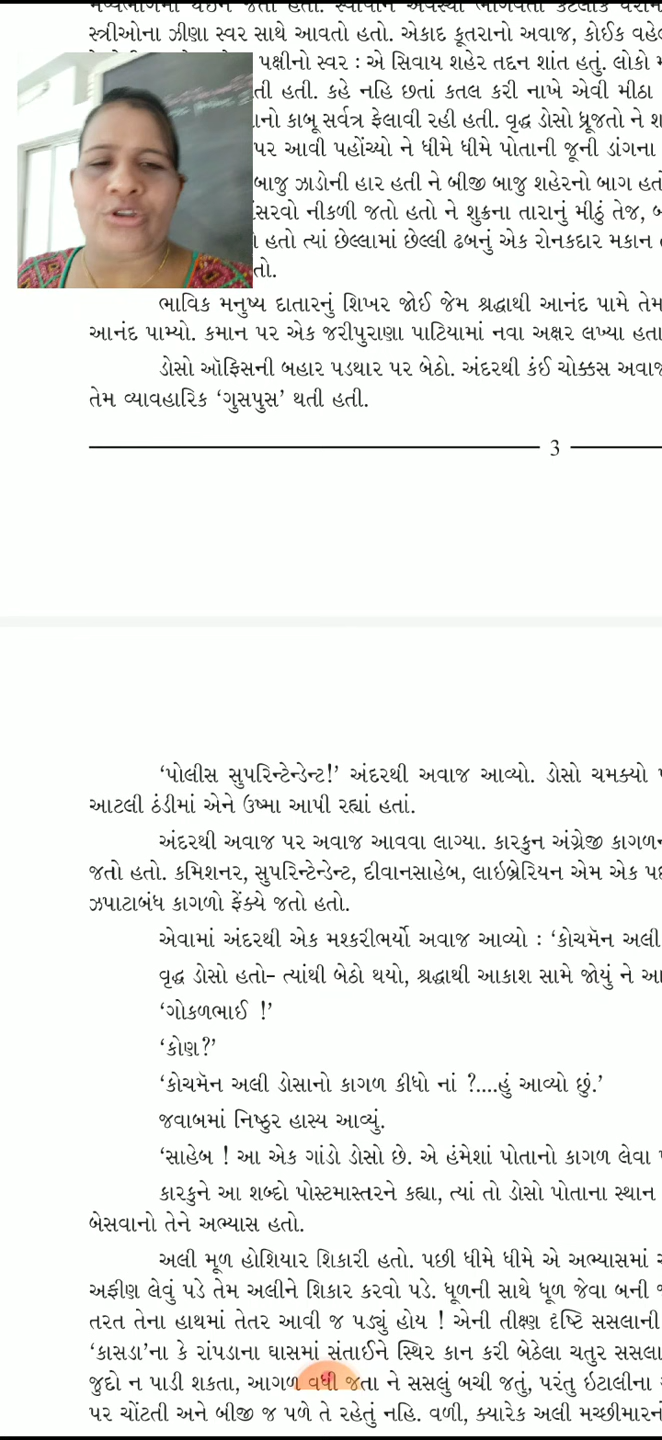 સ્ત્રીઓના ઝીણા સ્વર સાથે આવતો હતો. એકાદ કૂતરાનો અવાજ, કોઈક વહે
પક્ષીનો સ્વર : એ સિવાય શહેર તદ્દન શાંત હતું. લોકો
તી હતી. કહે નહિ છતાં કતલ કરી નાખે એવી મીઠા
નો કાબૂ સર્વત્ર ફેલાવી રહી હતી. વૃદ્ધ ડોસો ધ્રૂજતો ને શ
પર આવી પહોંચ્યો ને ધીમે ધીમે પોતાની જૂની ડાંગના
બાજુ ઝાડોની હાર હતી ને બીજી બાજુ શહેરનો બાગ હતો
સરવો નીકળી જતો હતો ને શુક્રના તારાનું મીઠું તેજ, બ
હતો ત્યાં છેલ્લામાં છેલ્લી ઢબનું એક રોનકદાર મકાન
તો.
ભાવિક મનુષ્ય દાતારનું શિખર જોઈ જેમ શ્રદ્ધાથી આનંદ પામે તેમ
આનંદ પામ્યો. કમાન પર એક જરીપુરાણા પાટિયામાં નવા અક્ષર લખ્યા હતા
ડોસો ઑફિસની બહાર પડથાર પર બેઠો. અંદરથી કંઈ ચોક્કસ અવાજ
તેમ વ્યાવહારિક ‘ગુસપુસ’ થતી હતી.
3
‘પોલીસ સુપરિન્ટેન્ડેન્ટ!’ અંદરથી અવાજ આવ્યો. ડોસો ચમક્યો
આટલી ઠંડીમાં એને ઉષ્મા આપી રહ્યાં હતાં.
અંદરથી અવાજ પર અવાજ આવવા લાગ્યા. કારકુન અંગ્રેજી કાગળ
જતો હતો. કમિશનર, સુપરિન્ટેન્ડેન્ટ, દીવાનસાહેબ, લાઇબ્રેરિયન એમ એક પછ
ઝપાટાબંધ કાગળો ફેંક્યે જતો હતો.
એવામાં અંદરથી એક મશ્કરીભર્યો અવાજ આવ્યો : ‘કોચમૅન અલી
વૃદ્ધ ડોસો હતો- ત્યાંથી બેઠો થયો, શ્રદ્ધાથી આકાશ સામે જોયું ને આ
‘ગોકળભાઈ !’
‘કોણ?’
‘કોચમૅન અલી ડોસાનો કાગળ કીધો નાં ?....હું આવ્યો છું.’
જવાબમાં નિષ્ઠુર હાસ્ય આવ્યું.
‘સાહેબ ! આ એક ગાંડો ડોસો છે. એ હંમેશાં પોતાનો કાગળ લેવા
કારકુને આ શબ્દો પોસ્ટમાસ્તરને કહ્યા, ત્યાં તો ડોસો પોતાના સ્થાન
બેસવાનો તેને અભ્યાસ હતો.
અલી મૂળ હોશિયાર શિકારી હતો. પછી ધીમે ધીમે એ અભ્યાસમાં
અફીણ લેવું પડે તેમ અલીને શિકાર કરવો પડે. ધૂળની સાથે ધૂળ જેવા બની
તરત તેના હાથમાં તેતર આવી જ પડ્યું હોય ! એની તીક્ષ્ણ દૃષ્ટિ સસલાની
‘કાસડા’ના કે રાંપડાના ઘાસમાં સંતાઈને સ્થિર કાન કરી બેઠેલા ચતુર સસલા
જુદો ન પાડી શકતા, આગળ વધી જતા ને સસલું બચી જતું, પરંતુ ઇટાલીના
પર ચોંટતી અને બીજી જ પળે તે રહેતું નહિ. વળી, ક્યારેક અલી મચ્છીમારન